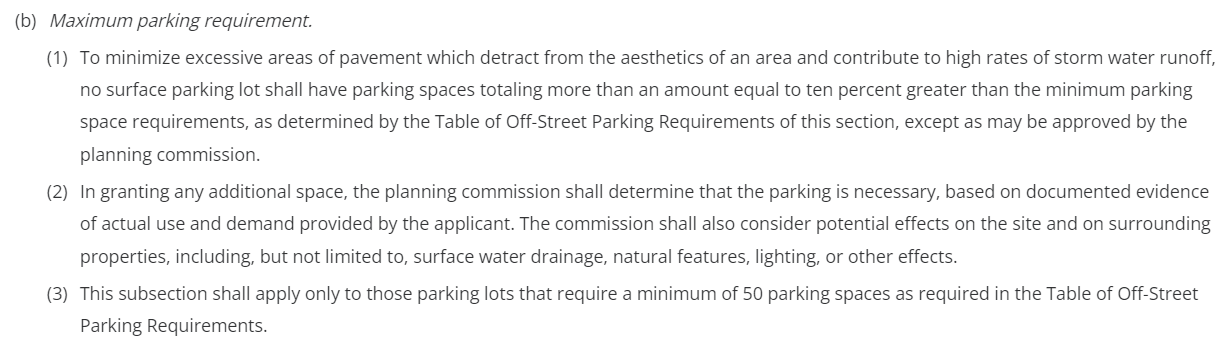 (b) Maximum parking requirement.
(1) To minimize excessive areas of pavement which detract from the aesthetics of an area and contribute to high rates of storm water runoff,
no surface parking lot shall have parking spaces totaling more than an amount equal to ten percent greater than the minimum parking
space requirements, as determined by the Table of Off-Street Parking Requirements of this section, except as may be approved by the
planning commission.
(2) In granting any additional space, the planning commission shall determine that the parking is necessary, based on documented evidence
of actual use and demand provided by the applicant. The commission shall also consider potential effects on the site and on surrounding
properties, including, but not limited to, surface water drainage, natural features, lighting, or other effects.
(3) This subsection shall apply only to those parking lots that require a minimum of 50 parking spaces as required in the Table of Off-Street
Parking Requirements.